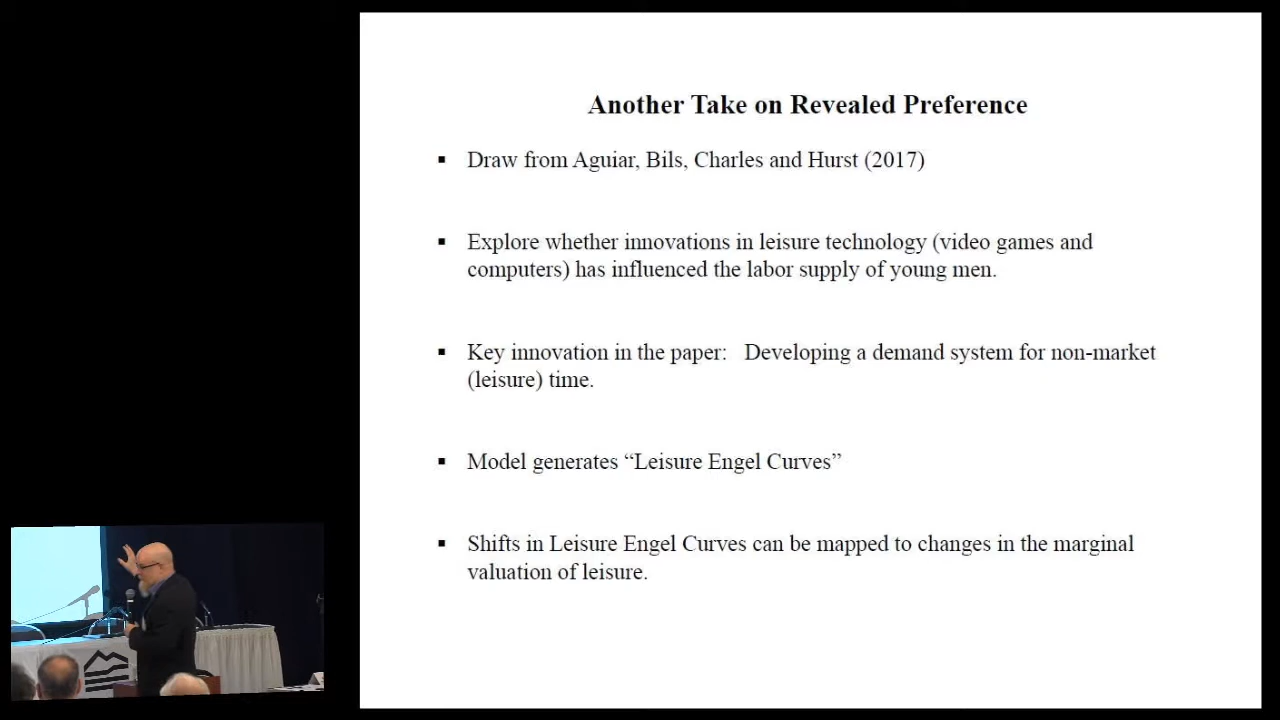 Another Take on Revealed Preference
▪ Draw from Aguiar, Bils, Charles and Hurst (2017)
▪ Explore whether innovations in leisure technology (video games and
computers) has influenced the labor supply of young men.
▪ Key innovation in the paper: Developing a demand system for non-market
(leisure) time.
▪ Model generates “Leisure Engel Curves”
▪ Shifts in Leisure Engel Curves can be mapped to changes in the marginal
valuation of leisure.